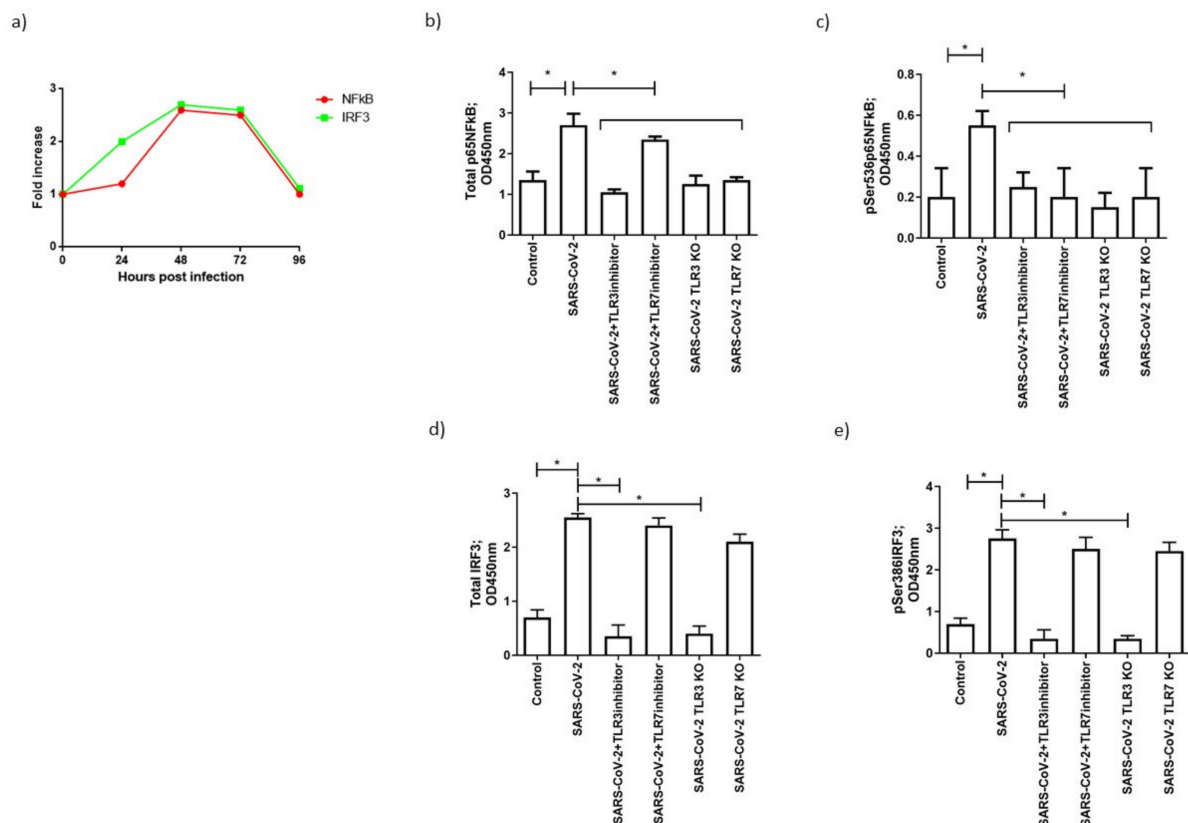 a)
Fold increase
3
2
1
0
0 24 48 72 96
Hours post infection
NFkB
IRF3
b)
Total p65NFkB;
OD450nm
4
3
2
1
0
* *
Control
SARS-CoV-2
SARS-CoV-2+TLR3inhibitor
SARS-CoV-2+TLR7inhibitor
SARS-CoV-2 TLR3 KO
SARS-CoV-2 TLR7 KO
c)
pSer536p65NFkB;
OD450nm
0.8
0.6
0.4
0.2
0.0
*
*
Control
SARS-CoV-2
SARS-CoV-2+TLR3inhibitor
SARS-CoV-2+TLR7inhibitor
SARS-CoV-2 TLR3 KO
SARS-CoV-2 TLR7 KO
d)
Total IRF3;
OD450nm
3
2
1
0
*
*
*
Control
SARS-CoV-2
SARS-CoV-2+TLR3inhibitor
SARS-CoV-2+TLR7inhibitor
SARS-CoV-2 TLR3 KO
SARS-CoV-2 TLR7 KO
e)
pSer386IRF3;
OD450nm
4
3
2
1
0
*
*
*
Control
SARS-CoV-2
SARS-CoV-2+TLR3inhibitor
SARS-CoV-2+TLR7inhibitor
SARS-CoV-2 TLR3 KO
SARS-CoV-2 TLR7 KO